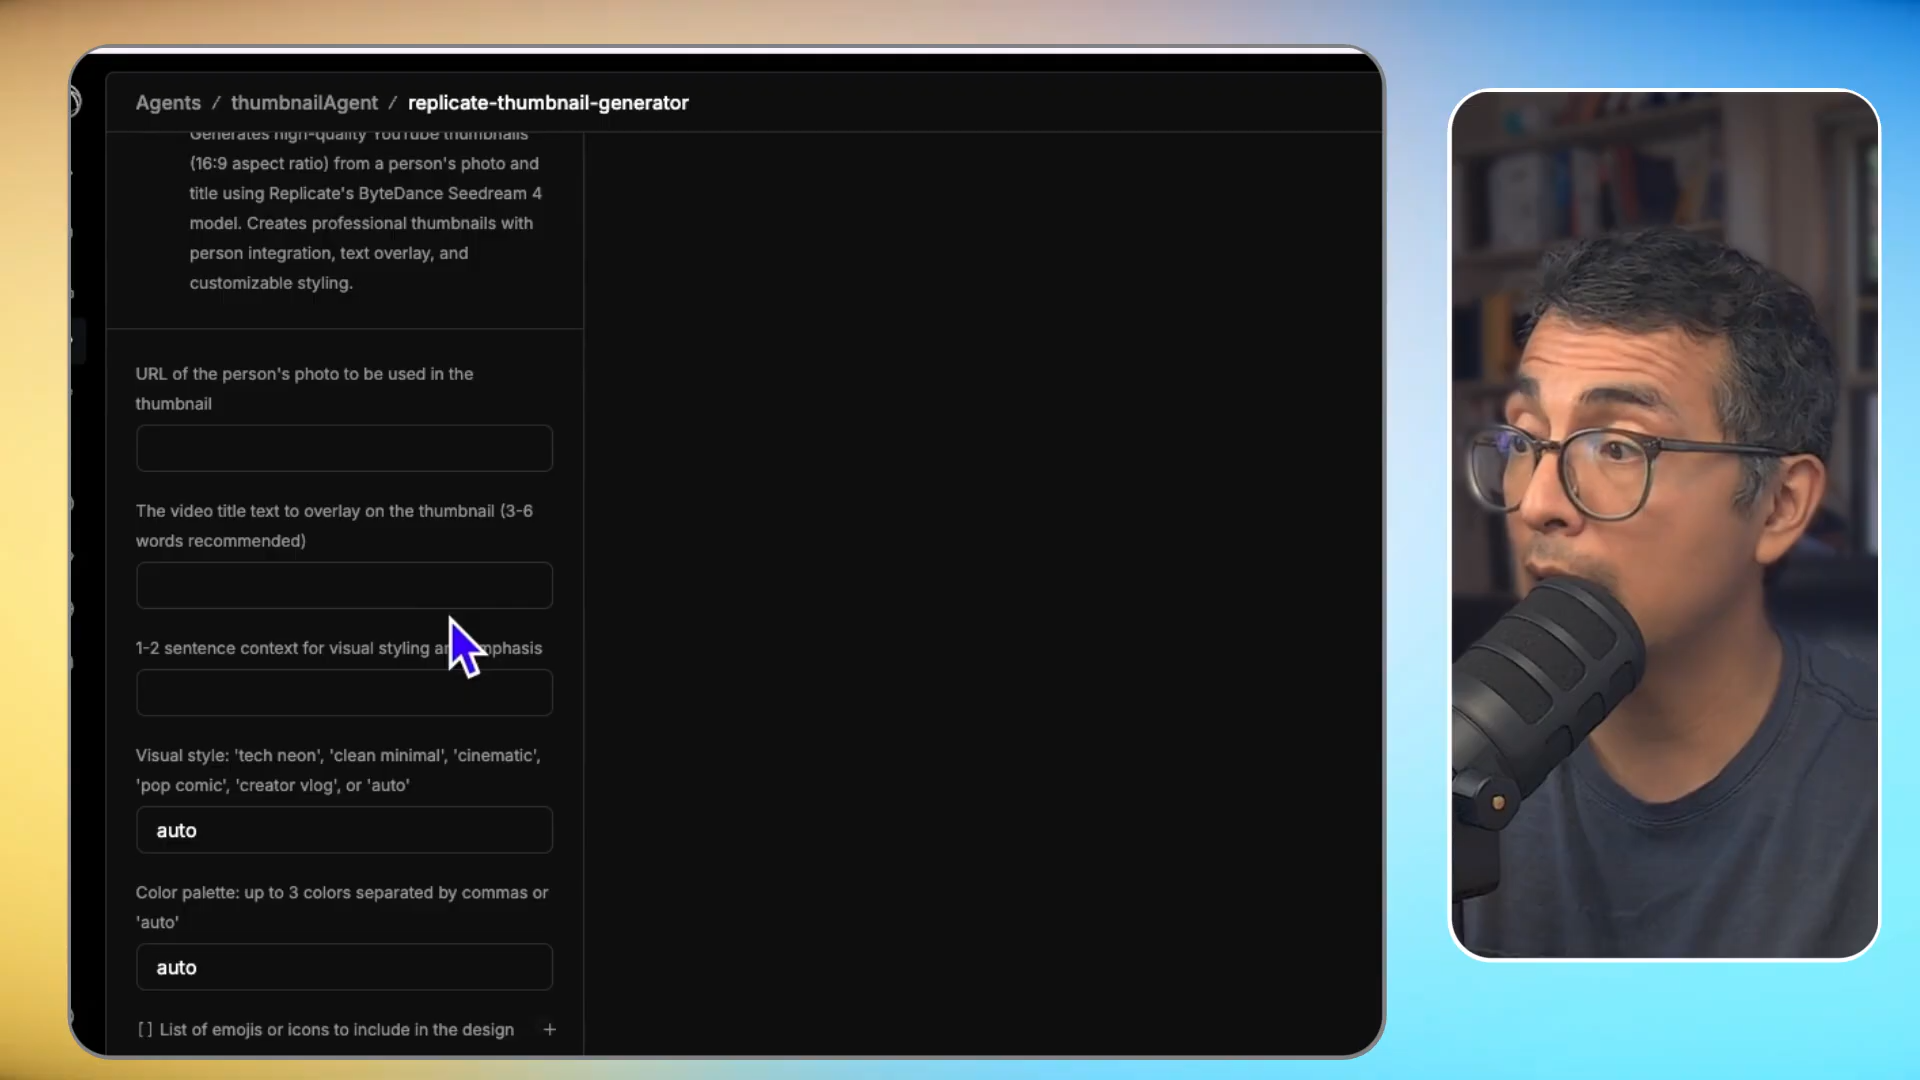 Agents / thumbnailAgent / replicate-thumbnail-generator
Generates high-quality YouTube thumbnails
(16:9 aspect ratio) from a person's photo and
title using Replicate's ByteDance Seedream 4
model. Creates professional thumbnails with
person integration, text overlay, and
customizable styling.
URL of the person's photo to be used in the
thumbnail
The video title text to overlay on the thumbnail (3-6
words recommended)
1-2 sentence context for visual styling
Visual style: 'tech neon', 'clean minimal', 'cinematic',
'pop comic', 'creator vlog', or 'auto'
auto
Color palette: up to 3 colors separated by commas or
'auto'
auto
[] List of emojis or icons to include in the design +